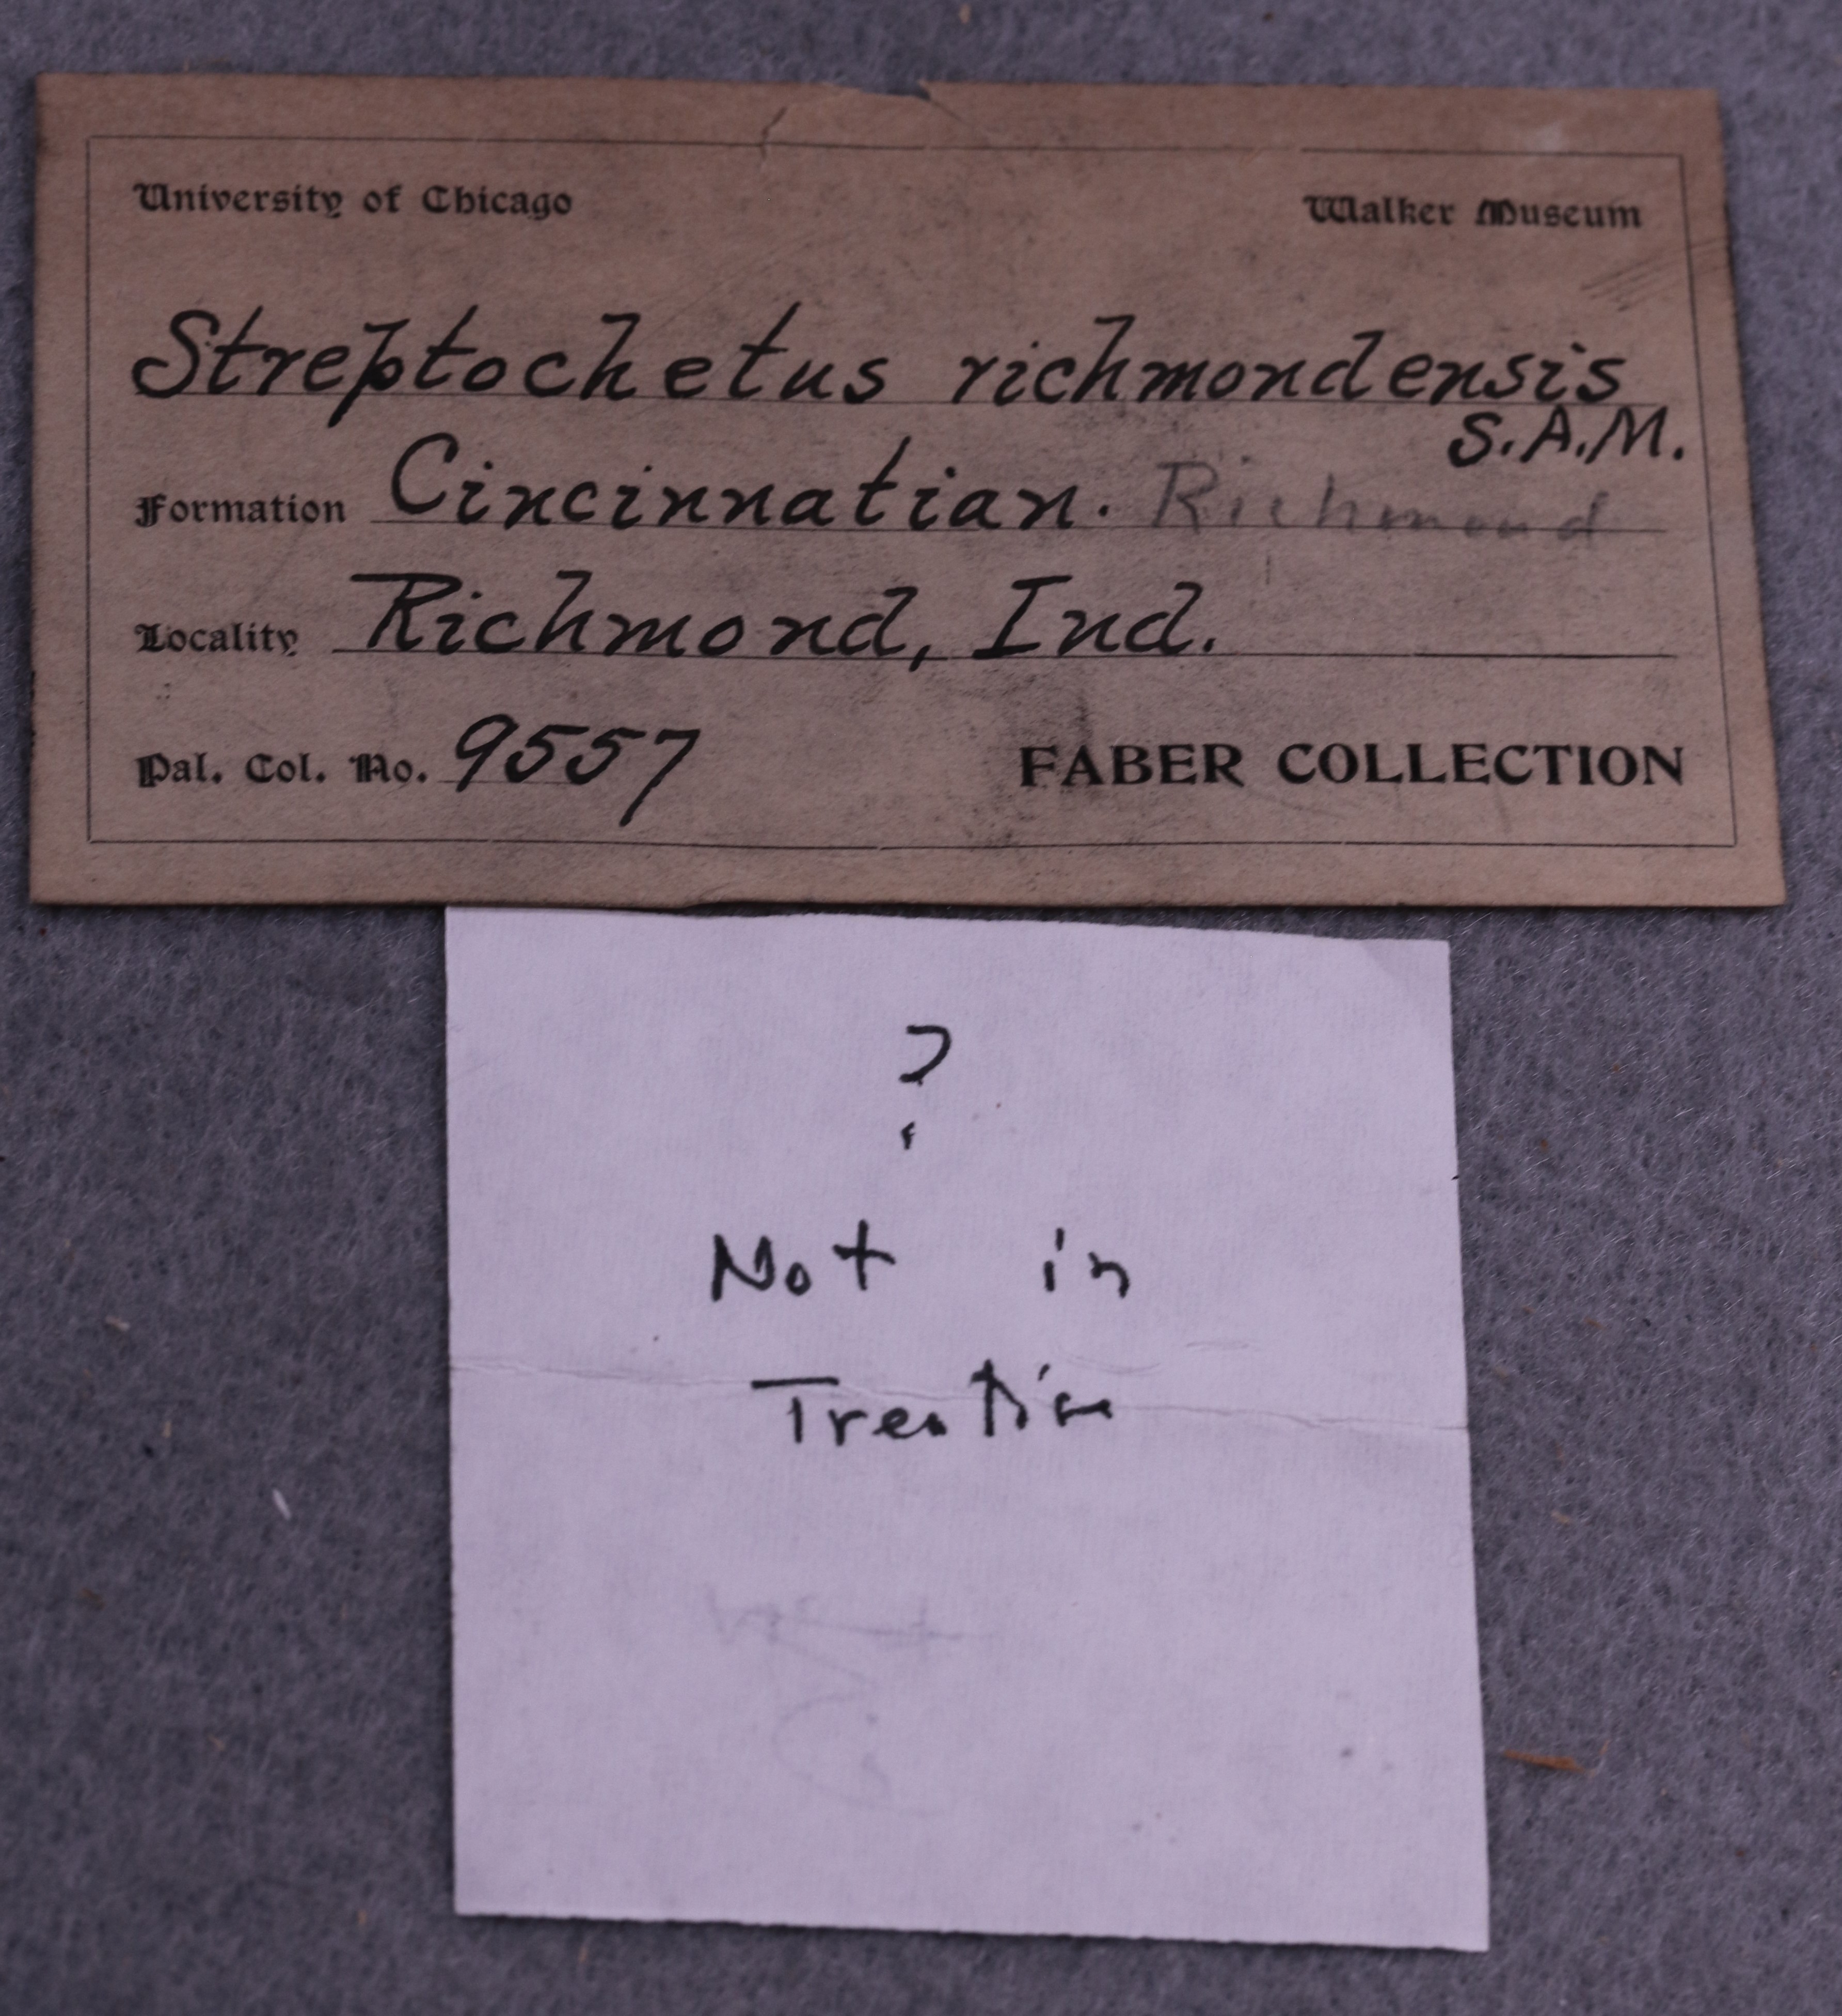 University of Chicago Walker Museum
Streptochetus richmondensis
S.A.M.
Formation Cincinnatian. Richmond
Locality Richmond, Ind.
Pal. Col. No. 9557 FABER COLLECTION
?
Not in
Treatise